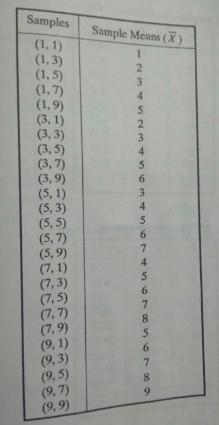 Samples Sample Means (X̅)
(1, 1) 1
(1, 3) 2
(1, 5) 3
(1, 7) 4
(1, 9) 5
(3, 1) 2
(3, 3) 3
(3, 5) 4
(3, 7) 5
(3, 9) 6
(5, 1) 3
(5, 3) 4
(5, 5) 5
(5, 7) 6
(5, 9) 7
(7, 1) 4
(7, 3) 5
(7, 5) 6
(7, 7) 7
(7, 9) 8
(9, 1) 5
(9, 3) 6
(9, 5) 7
(9, 7) 8
(9, 9) 9